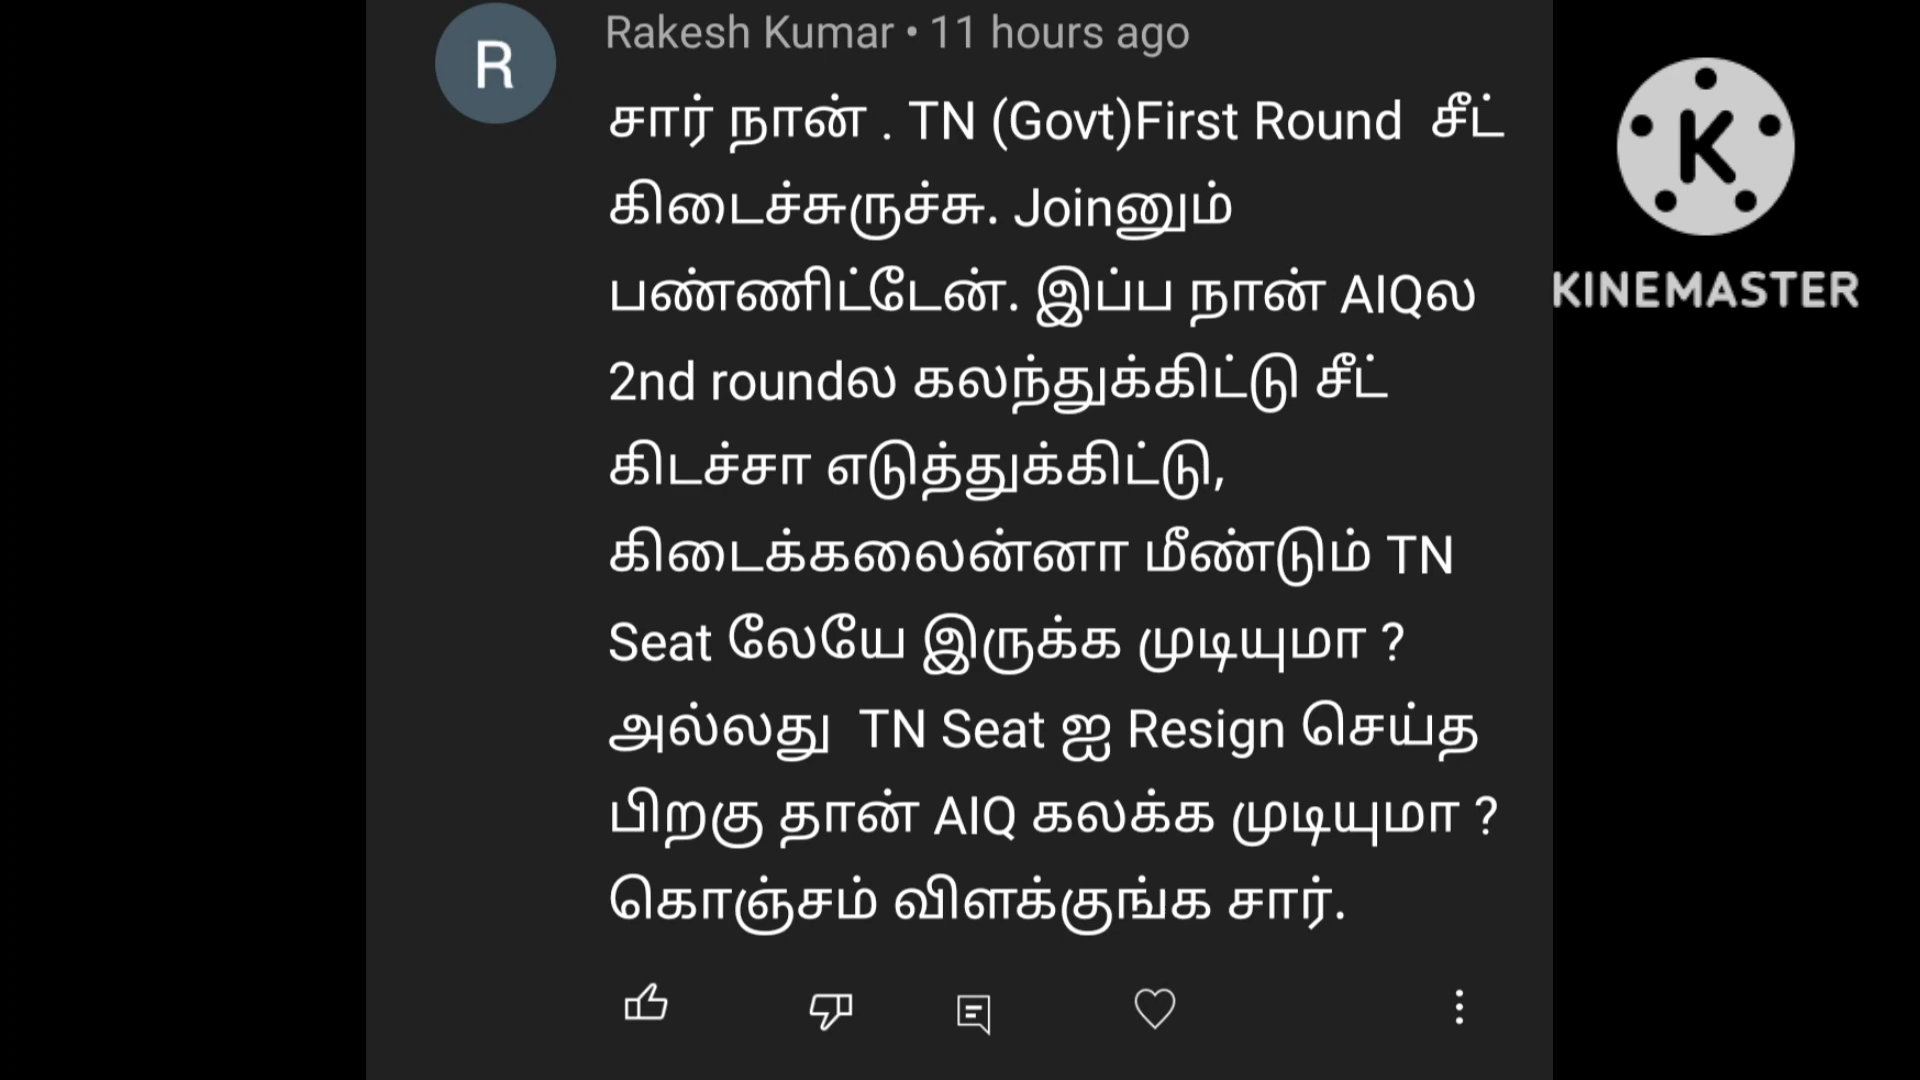 R
Rakesh Kumar • 11 hours ago
சார் நான் . TN (Govt)First Round சீட்
கிடைச்சுருச்சு. Joinனும்
பண்ணிட்டேன். இப்ப நான் AIQல
2nd roundல கலந்துக்கிட்டு சீட்
கிடச்சா எடுத்துக்கிட்டு,
கிடைக்கலைன்னா மீண்டும் TN
Seat லேயே இருக்க முடியுமா ?
அல்லது TN Seat ஐ Resign செய்த
பிறகு தான் AIQ கலக்க முடியுமா ?
கொஞ்சம் விளக்குங்க சார்.
K
KINEMASTER